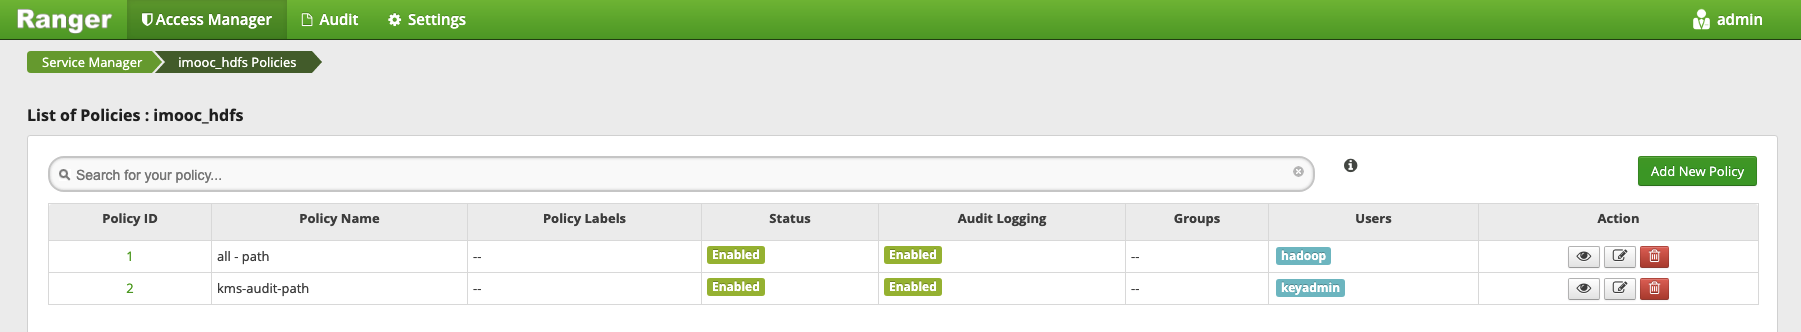 Ranger Access Manager Audit Settings admin
Service Manager imooc_hdfs Policies
List of Policies : imooc_hdfs
Search for your policy... Add New Policy
Policy ID Policy Name Policy Labels Status Audit Logging Groups Users Action
1 all - path -- Enabled Enabled -- hadoop
2 kms-audit-path -- Enabled Enabled -- keyadmin